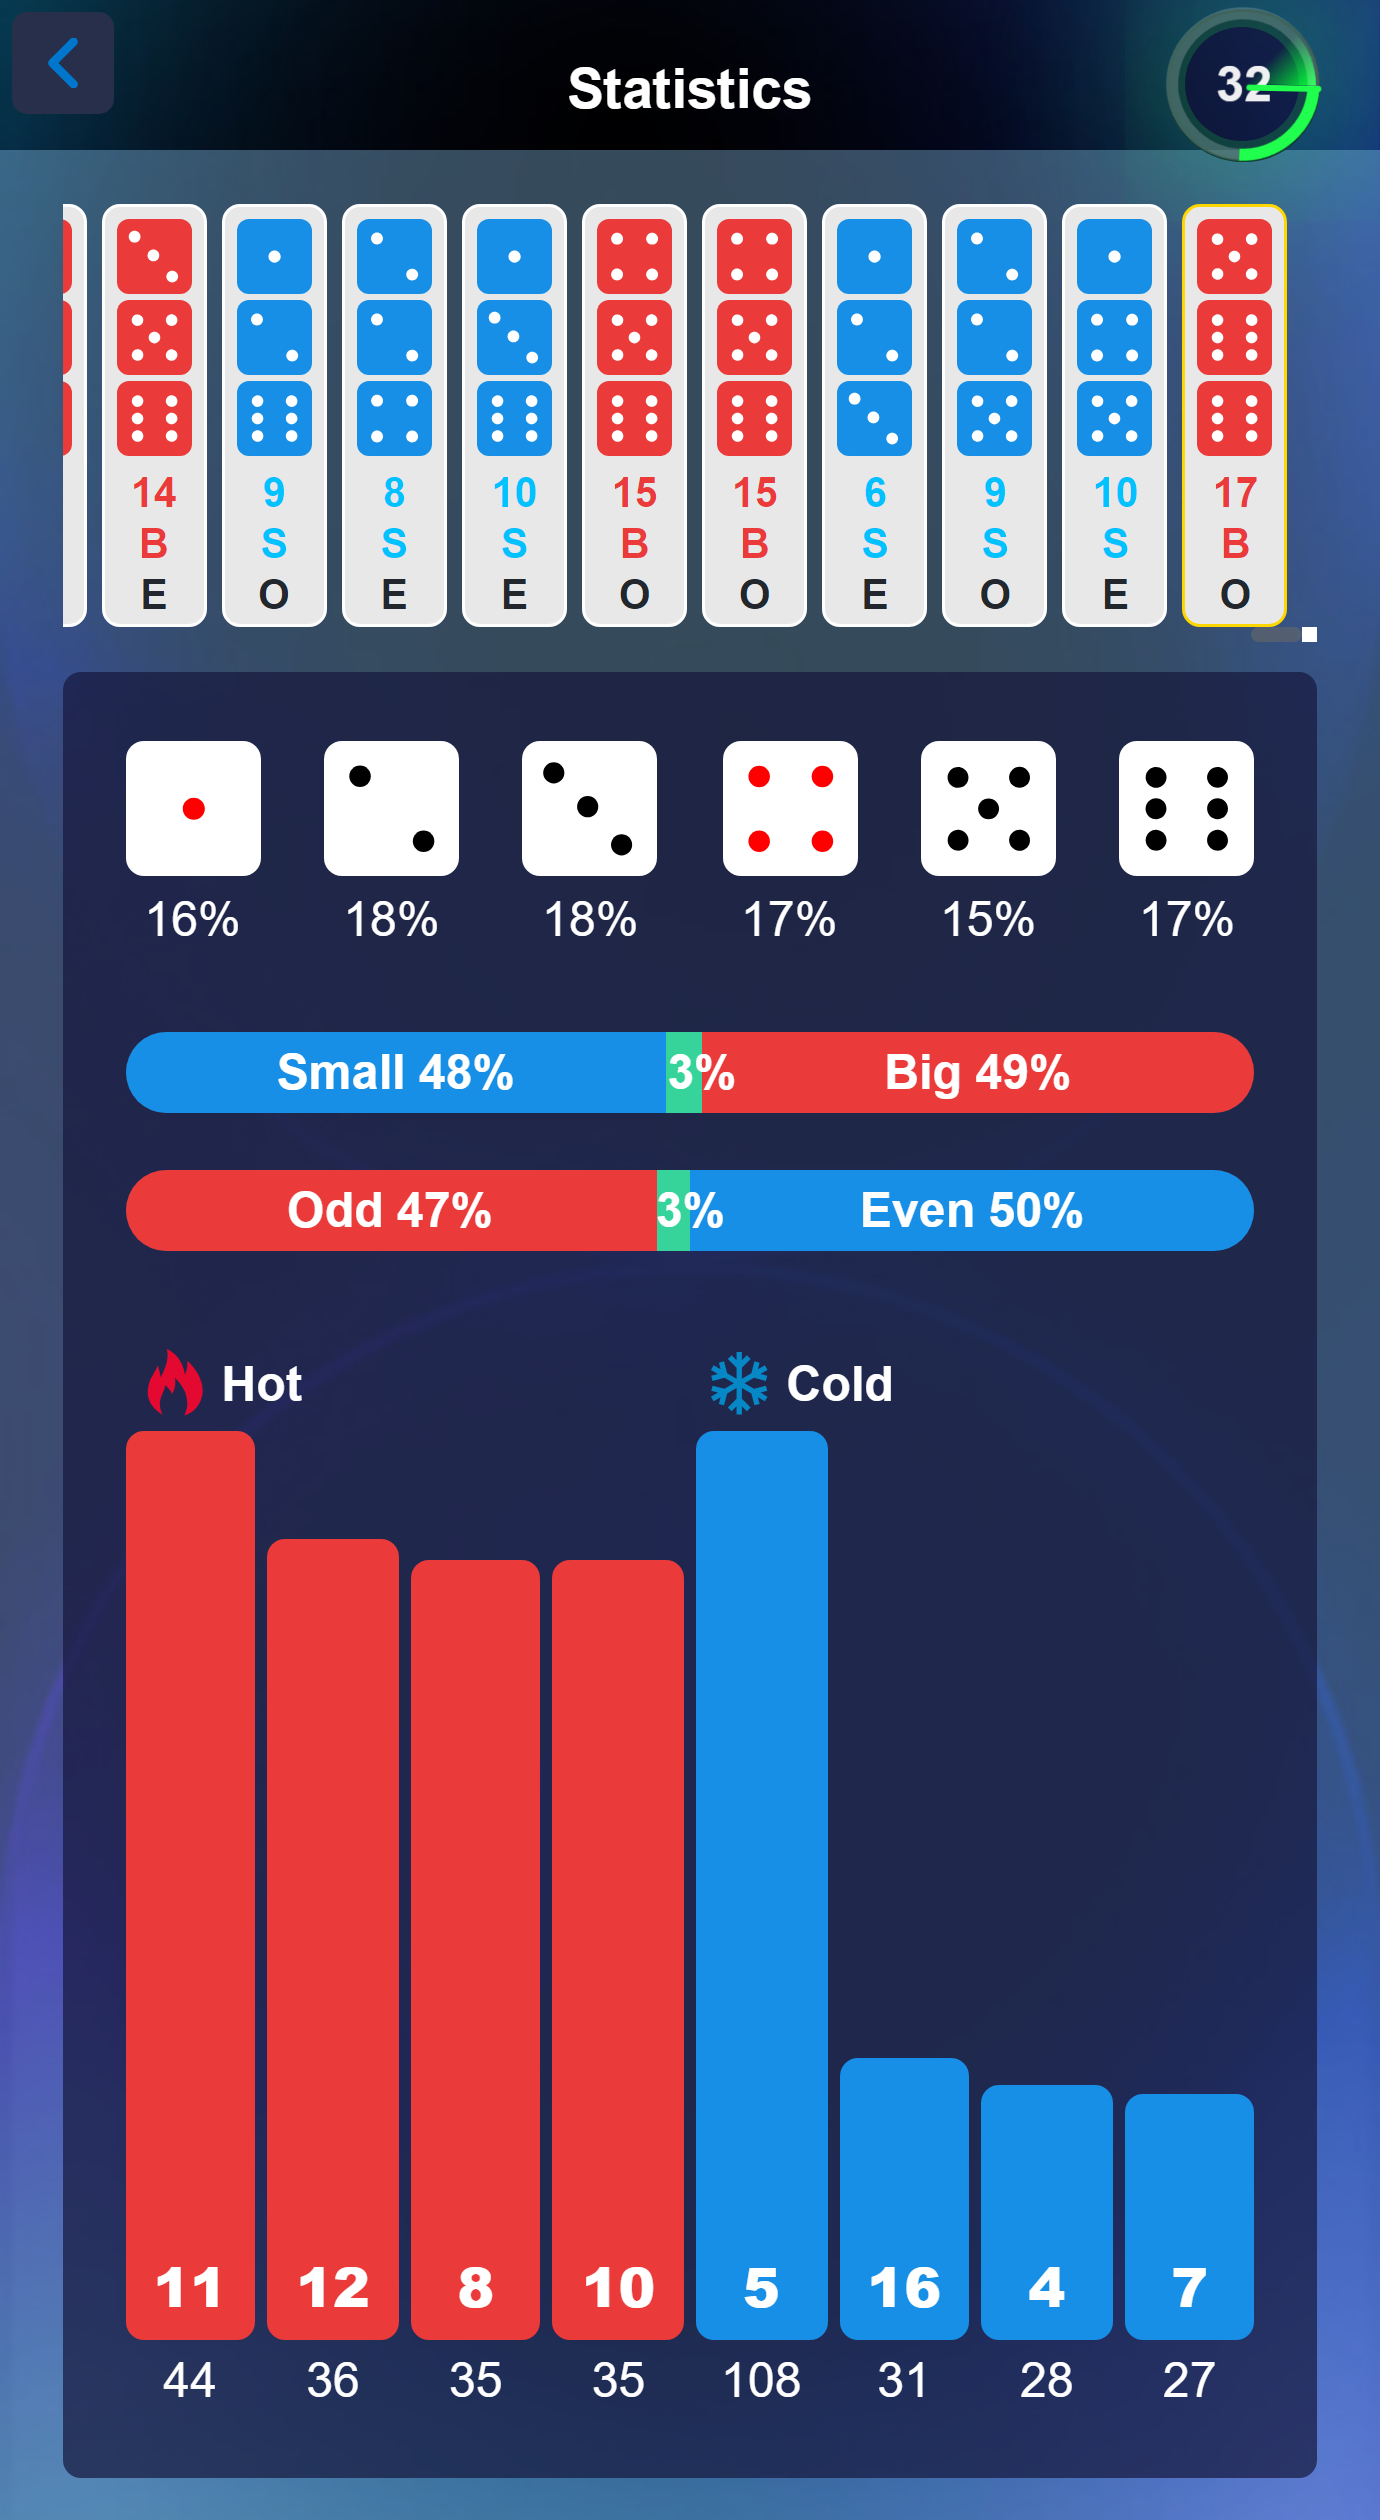 Statistics
32
14 9 8 10 15 15 6 9 10 17
B S S S B B S S S B
E O E E O O E O E O
16% 18% 18% 17% 15% 17%
Small 48% 3% Big 49%
Odd 47% 3% Even 50%
Hot Cold
11 12 8 10 5 16 4 7
44 36 35 35 108 31 28 27